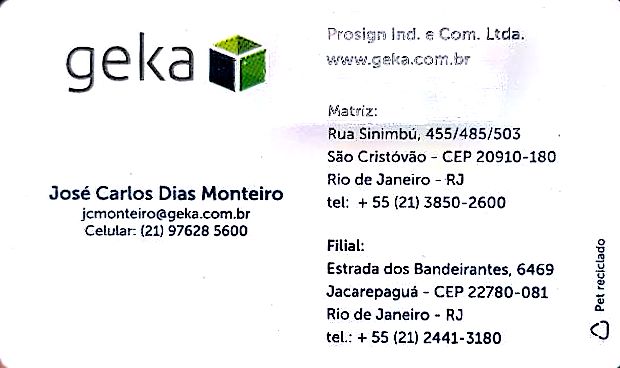 geka
José Carlos Dias Monteiro
jcmonteiro@geka.com.br
Celular: (21) 97628 5600
Prosign Ind. e Com. Ltda.
www.geka.com.br
Matriz:
Rua Sinimbú, 455/485/503
São Cristóvão - CEP 20910-180
Rio de Janeiro - RJ
tel: + 55 (21) 3850-2600
Filial:
Estrada dos Bandeirantes, 6469
Jacarepaguá - CEP 22780-081
Rio de Janeiro - RJ
tel.: + 55 (21) 2441-3180
Pet reciclado